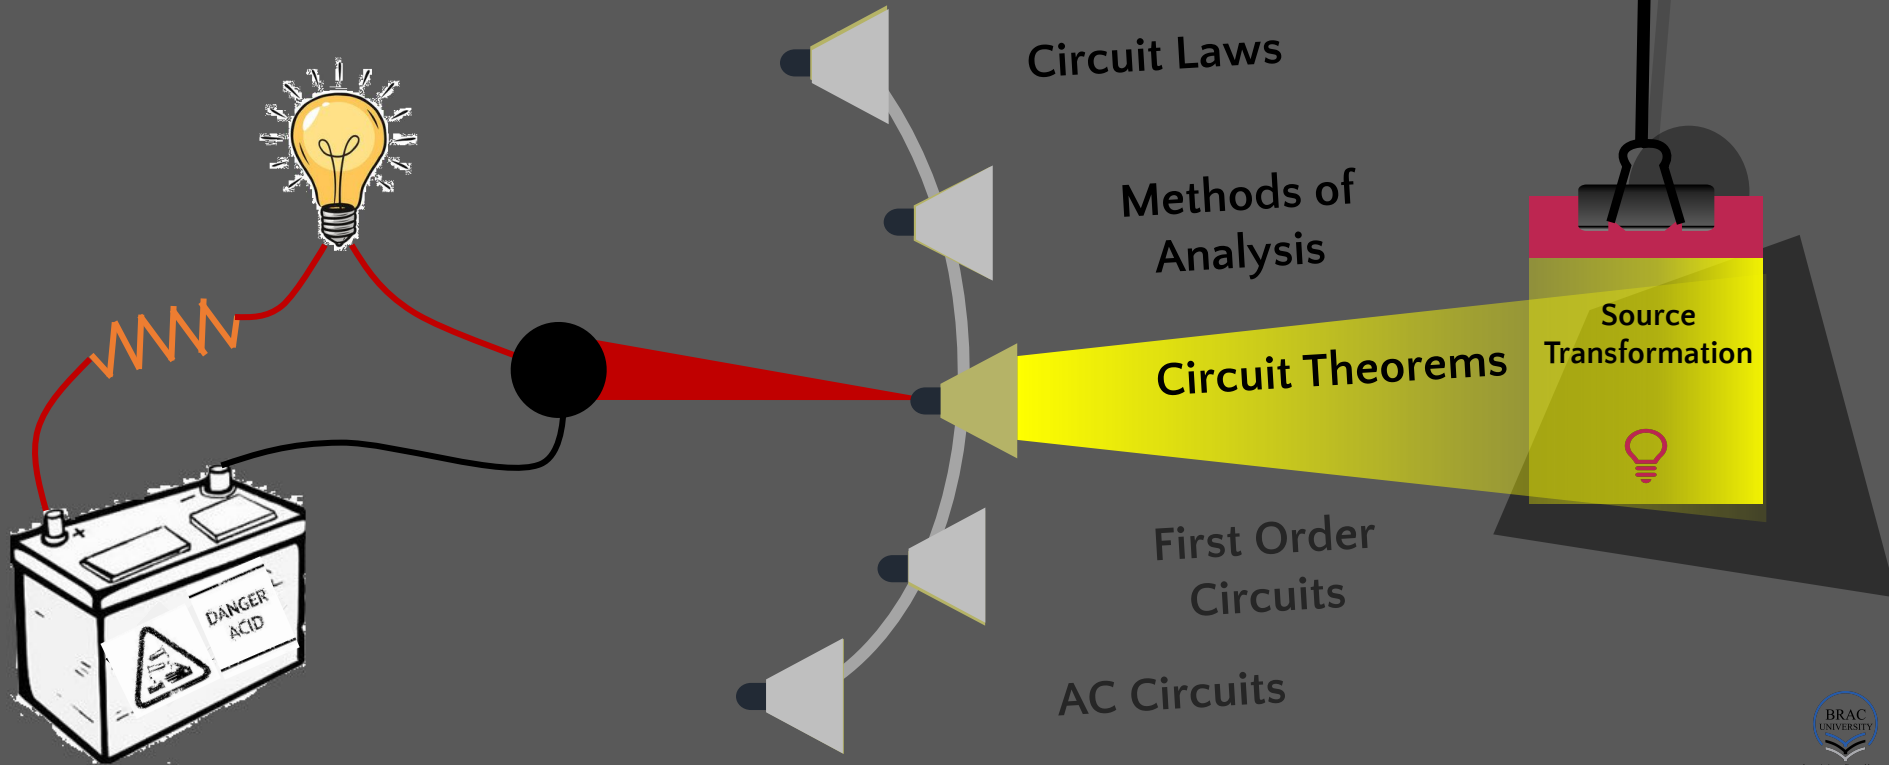 Circuit Laws
Methods of
Analysis
Circuit Theorems
Source
Transformation
First Order
Circuits
AC Circuits
+
DANGER
ACID
BRAC
UNIVERSITY